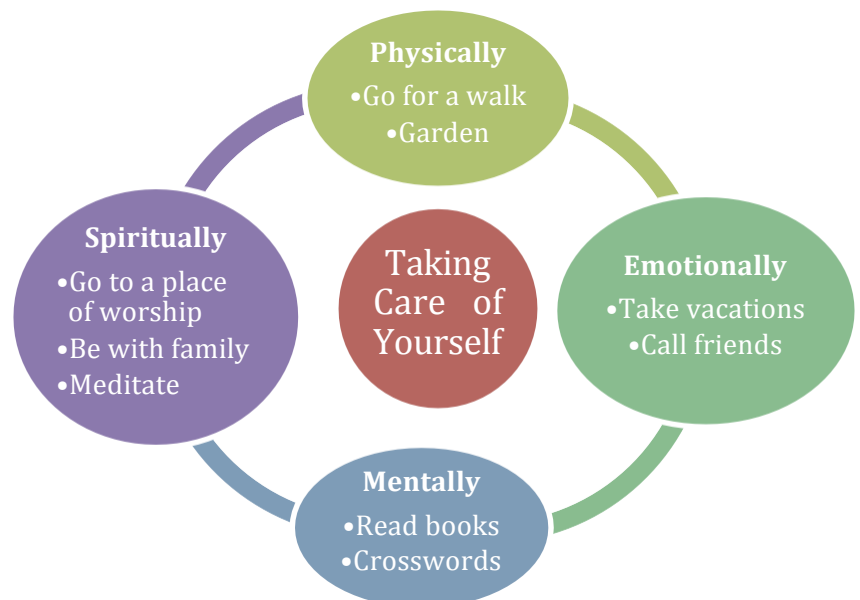 Physically
•Go for a walk
•Garden
Spiritually
•Go to a place
of worship
•Be with family
•Meditate
Taking
Care of
Yourself
Emotionally
•Take vacations
•Call friends
Mentally
•Read books
•Crosswords